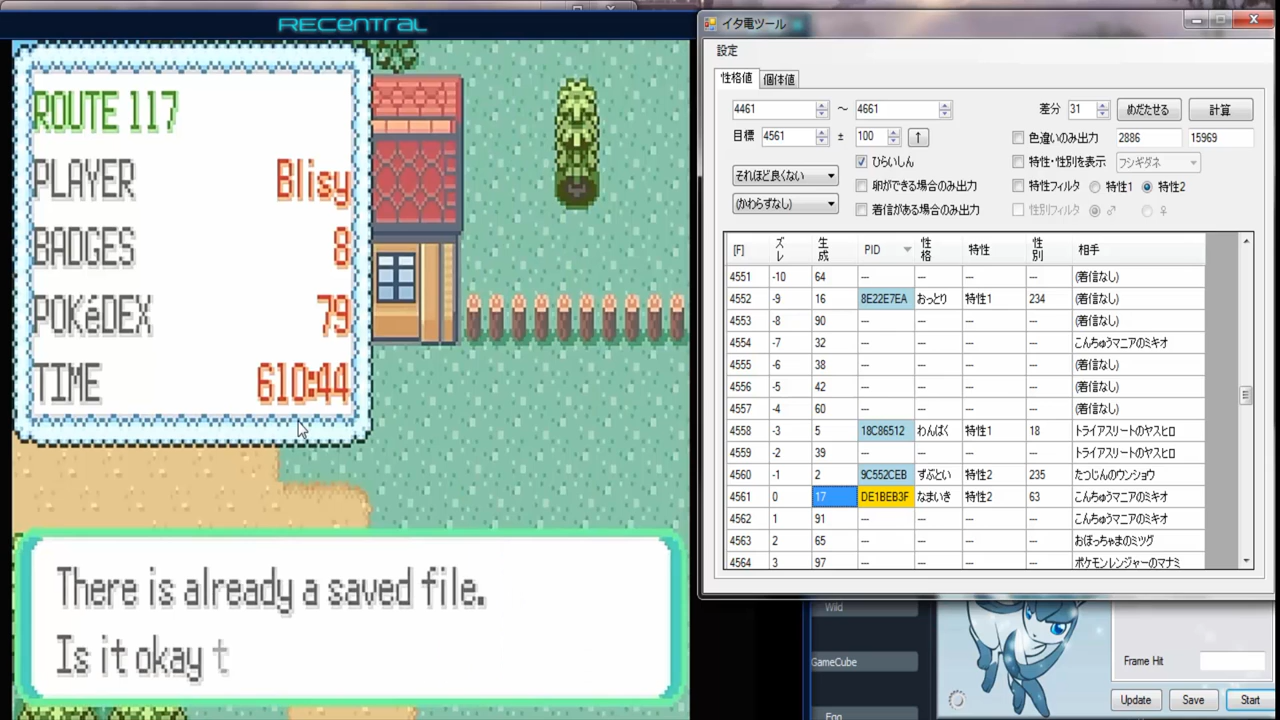 RECENTRAL
ROUTE 117
PLAYER Blisy
BADGES 8
POKéDEX 79
TIME 610:44
There is already a saved file.
Is it okay t
イタ電ツール
設定
性格値 個体値
4461 ～ 4661 差分 31 めだたせる 計算
目標 4561 ± 100 ↑ 色違いのみ出力 2886 15969
それほど良くない ひらいしん 特性・性別を表示 フシギダネ
卵ができる場合のみ出力 特性フィルタ 特性1 特性2
(かわらずなし) 着信がある場合のみ出力 性別フィルタ ♂ ♀
[F] ズレ 生成 PID 性格 特性 性別 相手
4551 -10 64 --- --- --- --- (着信なし)
4552 -9 16 8E22E7EA おっとり 特性1 234 (着信なし)
4553 -8 90 --- --- --- --- (着信なし)
4554 -7 32 --- --- --- --- こんちゅうマニアのミキオ
4555 -6 38 --- --- --- --- (着信なし)
4556 -5 42 --- --- --- --- (着信なし)
4557 -4 60 --- --- --- --- (着信なし)
4558 -3 5 18C86512 わんぱく 特性1 18 トライアスリートのヤスヒロ
4559 -2 39 --- --- --- --- トライアスリートのヤスヒロ
4560 -1 2 9C552CEB ずぶとい 特性2 235 たつじんのウンショウ
4561 0 17 DE1BEB3F なまいき 特性2 63 こんちゅうマニアのミキオ
4562 1 91 --- --- --- --- こんちゅうマニアのミキオ
4563 2 65 --- --- --- --- おぼっちゃまのミツグ
4564 3 97 --- --- --- --- ポケモンレンジャーのマナミ
Wild
GameCube
Egg
Frame Hit
Update Save Start